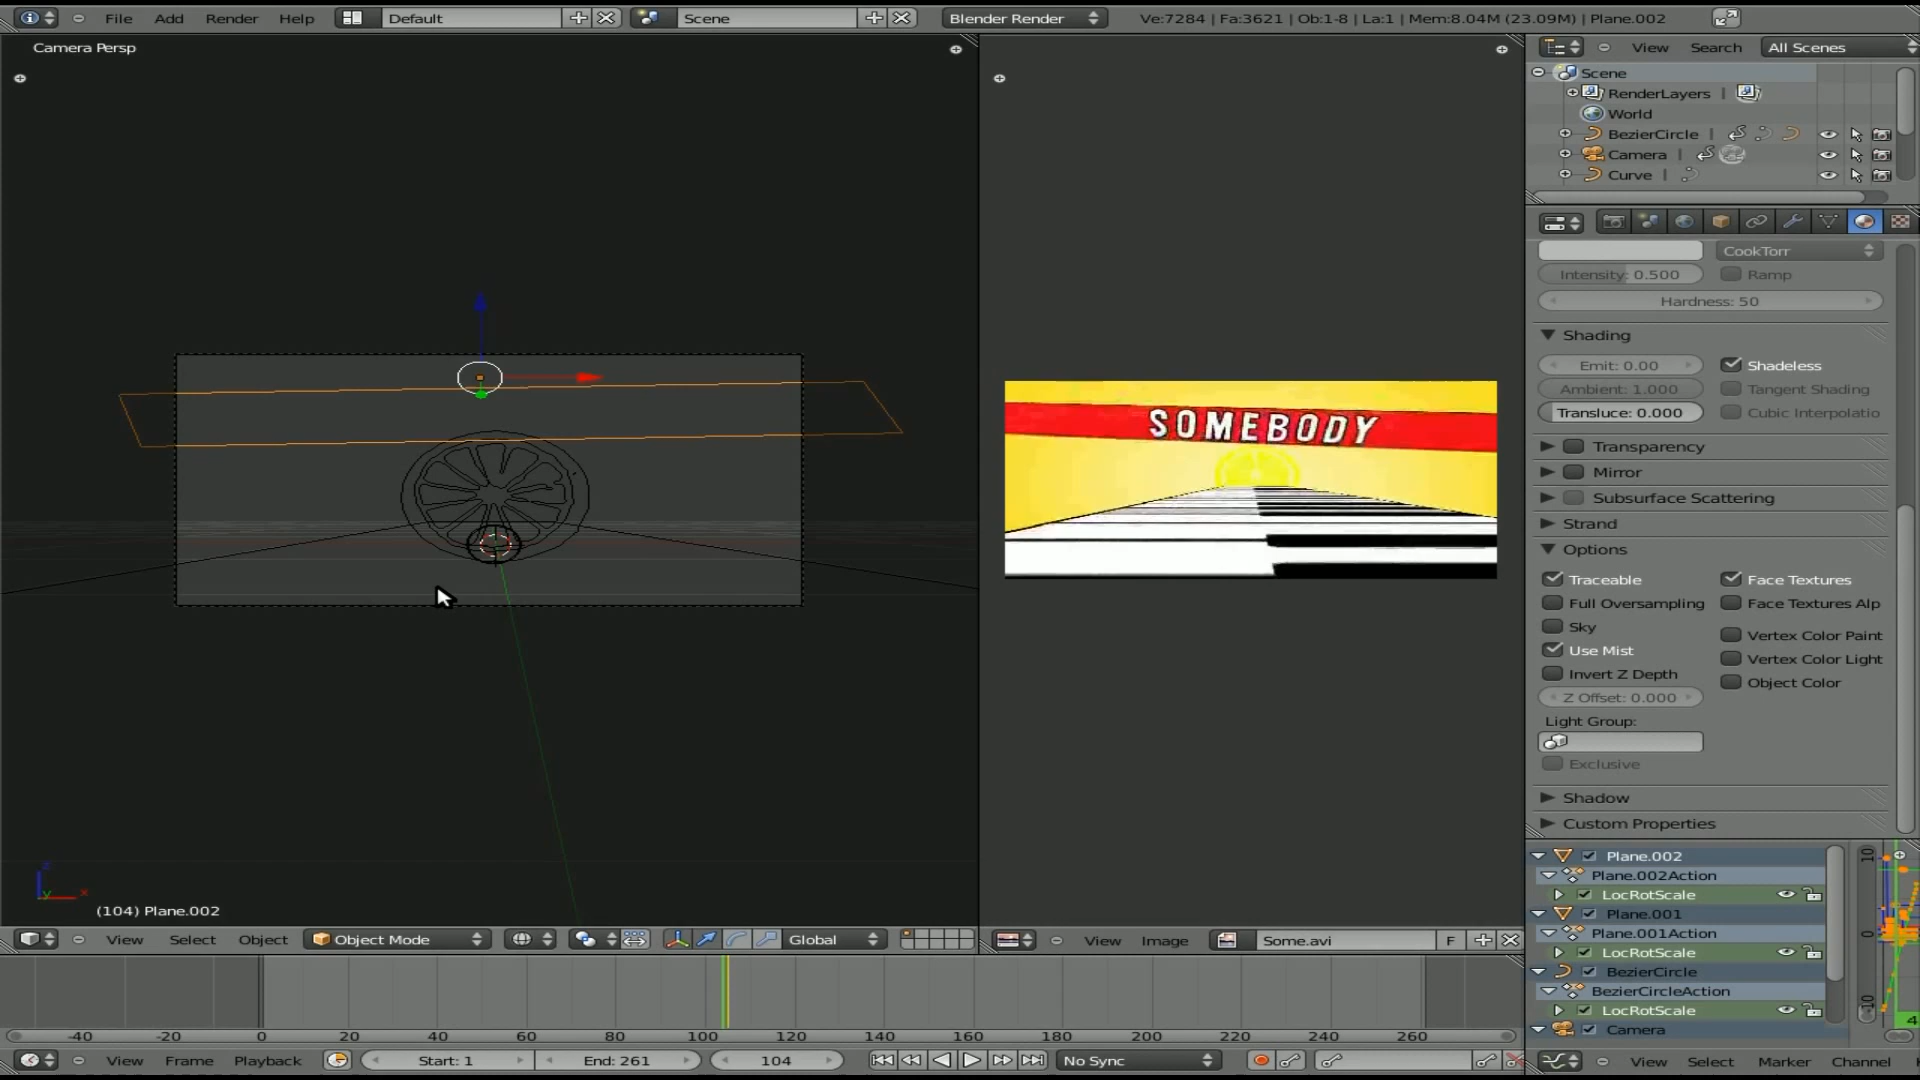 File Add Render Help Default Scene Blender Render Ve:7284 | Fa:3621 | Ob:1-8 | La:1 | Mem:8.04M (23.09M) | Plane.002
Camera Persp
View Search All Scenes
Scene
RenderLayers
World
BezierCircle
Camera
Curve
CookTorr
Intensity: 0.500 Ramp
Hardness: 50
Shading
Emit: 0.00 Shadeless
Ambient: 1.000 Tangent Shading
Transluce: 0.000 Cubic Interpolatio
Transparency
Mirror
Subsurface Scattering
Strand
Options
Traceable Face Textures
Full Oversampling Face Textures Alp
Sky
Vertex Color Paint
Use Mist
Vertex Color Light
Invert Z Depth
Object Color
Z Offset: 0.000
Light Group:
Exclusive
Shadow
Custom Properties
SOMEBODY
(104) Plane.002
View Select Object Object Mode Global
View Image Some.avi F
Plane.002
Plane.002Action
LocRotScale
Plane.001
Plane.001Action
LocRotScale
BezierCircle
BezierCircleAction
LocRotScale
Camera
10
0
-10
4
-40 -20 0 20 40 60 80 100 120 140 160 180 200 220 240 260
View Frame Playback Start: 1 End: 261 104 No Sync
View Select Marker Channel